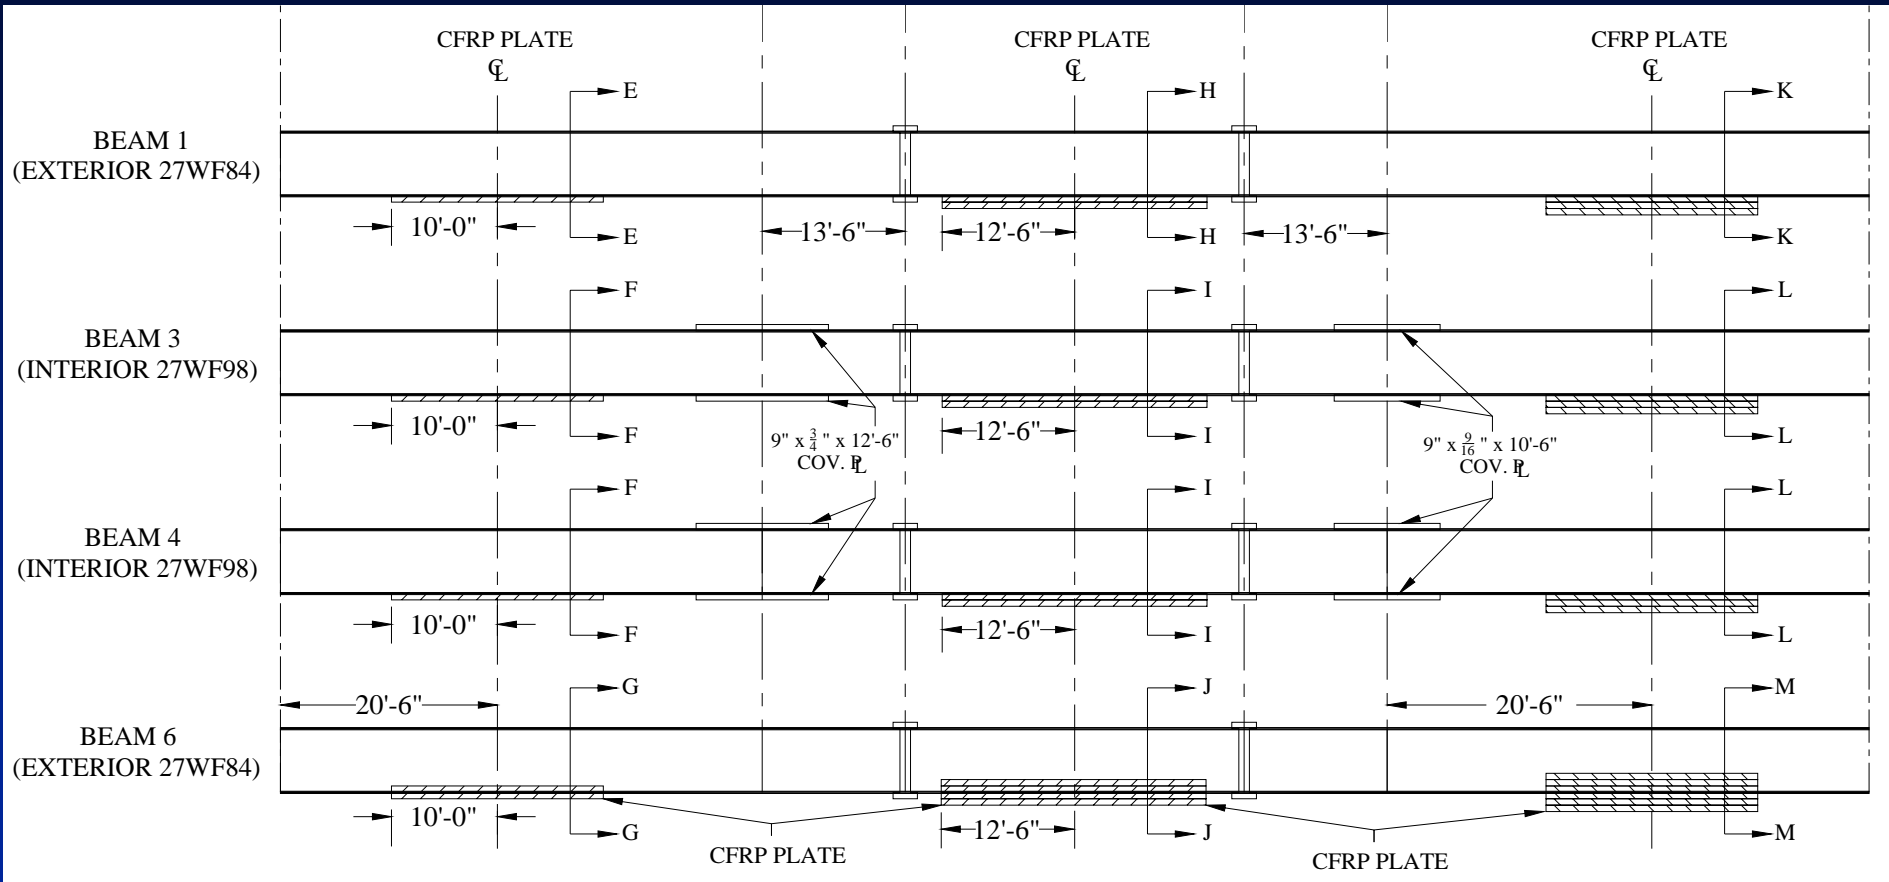 CFRP PLATE CFRP PLATE CFRP PLATE
℄ ℄ ℄
E H K
BEAM 1
(EXTERIOR 27WF84)
10'-0" 13'-6" 12'-6" 13'-6"
E H K
F I L
BEAM 3
(INTERIOR 27WF98)
10'-0" 12'-6"
F I L
9" x 3/4" x 12'-6" 9" x 9/16" x 10'-6"
COV. PL COV. PL
F I L
BEAM 4
(INTERIOR 27WF98)
10'-0" 12'-6"
F I L
G J M
20'-6" 20'-6"
BEAM 6
(EXTERIOR 27WF84)
10'-0" 12'-6"
G J M
CFRP PLATE CFRP PLATE